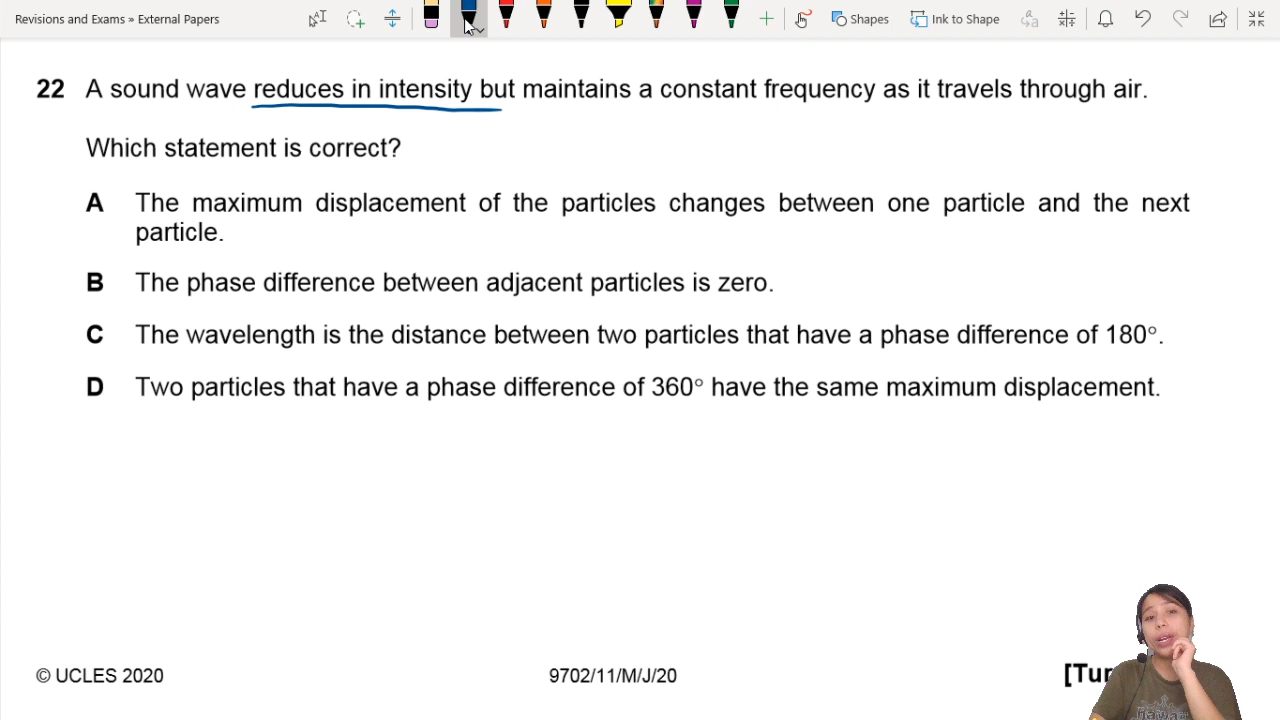 Revisions and Exams » External Papers
Shapes
Ink to Shape
22 A sound wave reduces in intensity but maintains a constant frequency as it travels through air.
Which statement is correct?
A The maximum displacement of the particles changes between one particle and the next
particle.
B The phase difference between adjacent particles is zero.
C The wavelength is the distance between two particles that have a phase difference of 180°.
D Two particles that have a phase difference of 360° have the same maximum displacement.
© UCLES 2020
9702/11/M/J/20